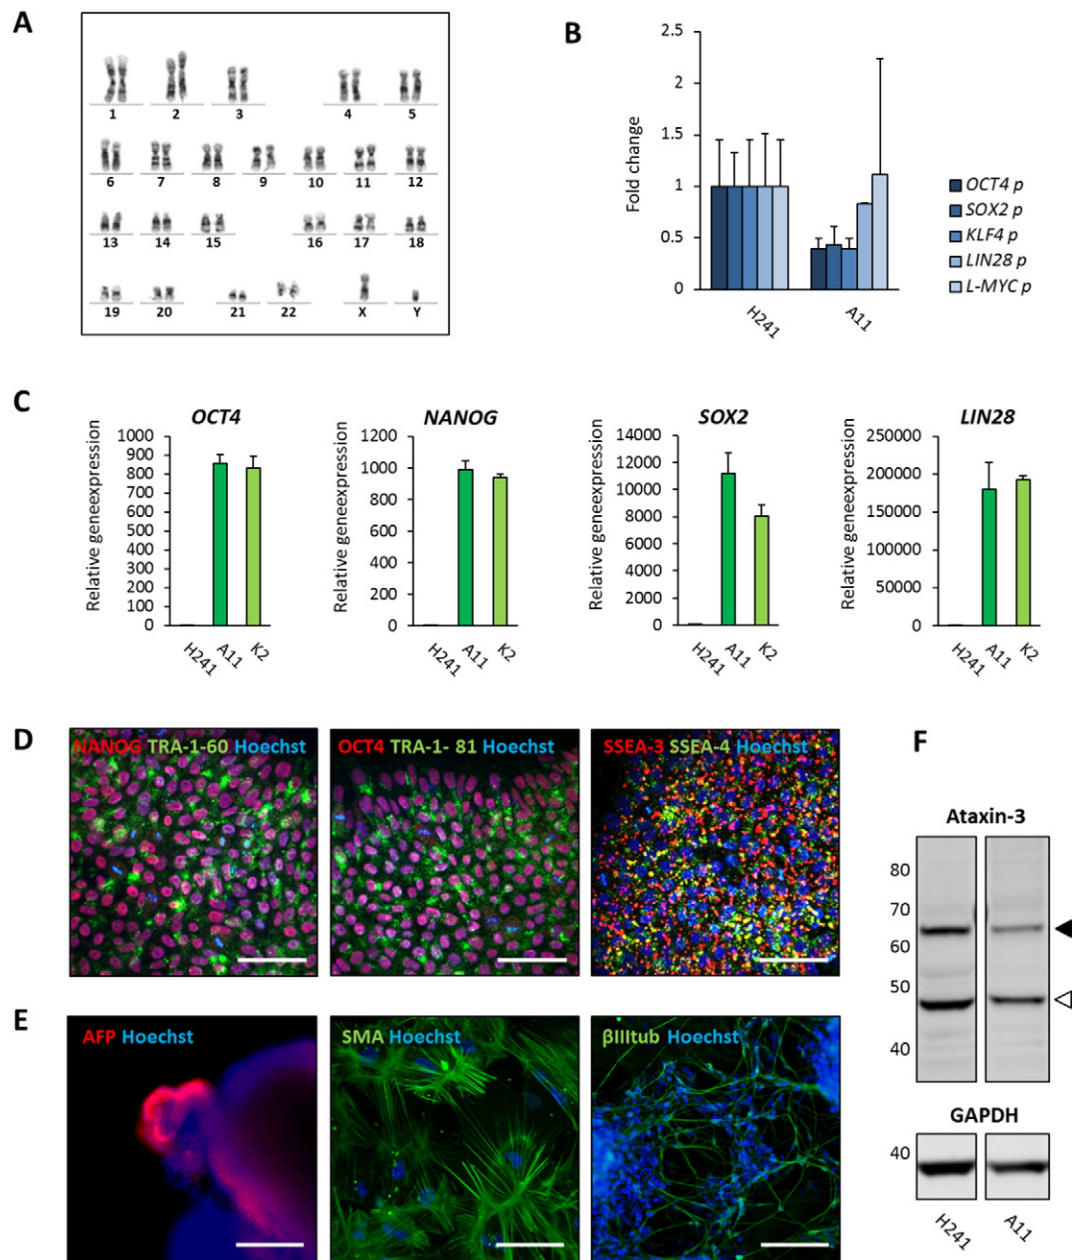 A
1 2 3 4 5
6 7 8 9 10 11 12
13 14 15 16 17 18
19 20 21 22 X Y
B
Fold change
2.5
2
1.5
1
0.5
0
H241 A11
OCT4 p
SOX2 p
KLF4 p
LIN28 p
L-MYC p
C
OCT4
Relative geneexpression
1000
900
800
700
600
500
400
300
200
100
0
H241 A11 K2
NANOG
Relative geneexpression
1200
1000
800
600
400
200
0
H241 A11 K2
SOX2
Relative geneexpression
14000
12000
10000
8000
6000
4000
2000
0
H241 A11 K2
LIN28
Relative geneexpression
250000
200000
150000
100000
50000
0
H241 A11 K2
D
NANOG TRA-1-60 Hoechst
OCT4 TRA-1- 81 Hoechst
SSEA-3 SSEA-4 Hoechst
E
AFP Hoechst
SMA Hoechst
βIIItub Hoechst
F
Ataxin-3
80
70
60
50
40
GAPDH
40
H241 A11